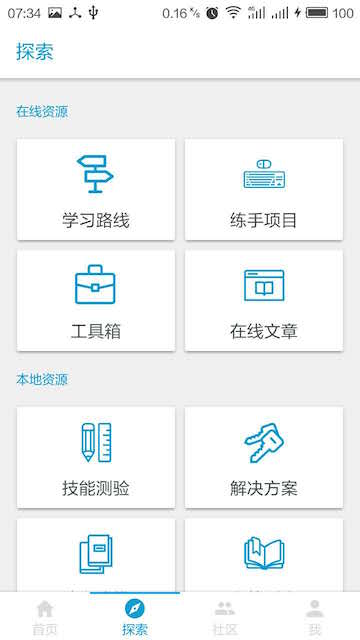 07:34 0.16 K/s 4G 100
探索
在线资源
学习路线 练手项目
工具箱 在线文章
本地资源
技能测验 解决方案
首页 探索 社区 我